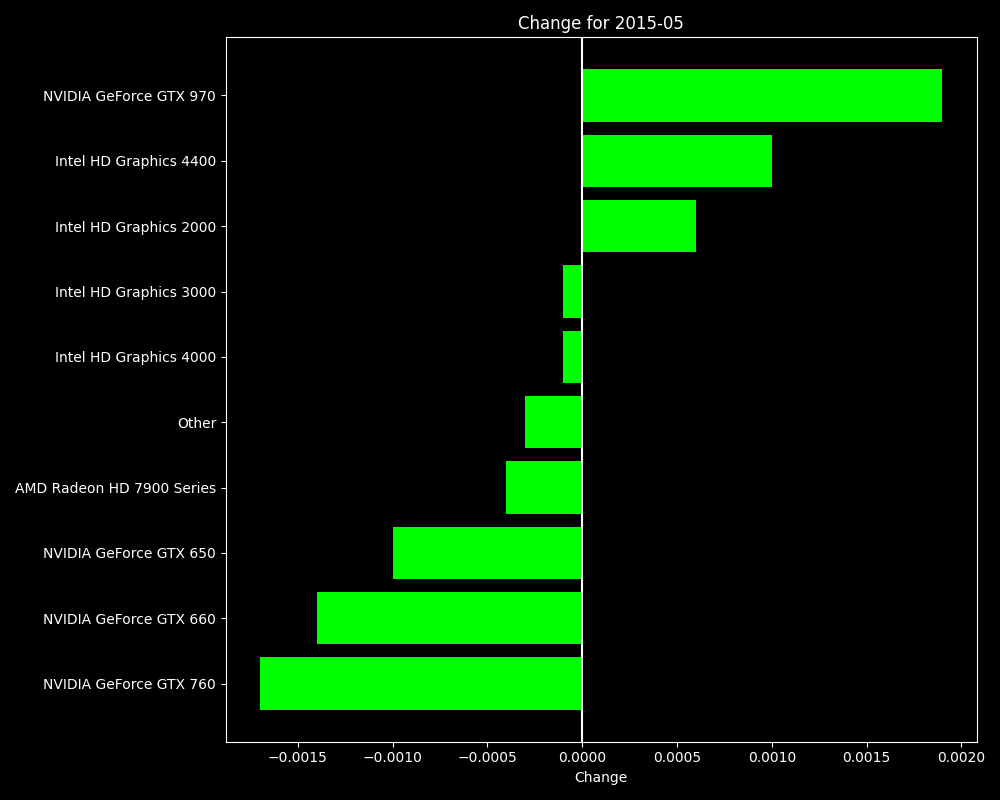 Change for 2015-05
NVIDIA GeForce GTX 970
Intel HD Graphics 4400
Intel HD Graphics 2000
Intel HD Graphics 3000
Intel HD Graphics 4000
Other
AMD Radeon HD 7900 Series
NVIDIA GeForce GTX 650
NVIDIA GeForce GTX 660
NVIDIA GeForce GTX 760
−0.0015 −0.0010 −0.0005 0.0000 0.0005 0.0010 0.0015 0.0020
Change